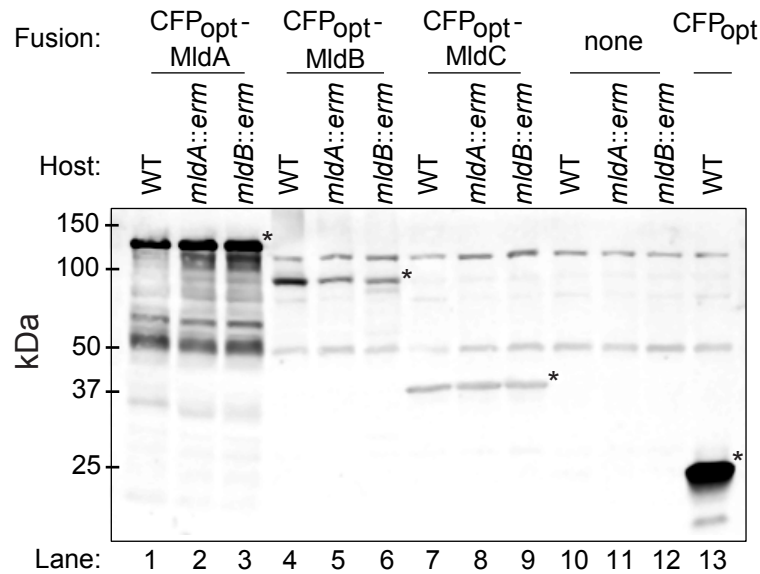 Fusion: CFPopt- CFPopt- CFPopt- none CFPopt
MldA MldB MldC
Host: WT mldA::erm mldB::erm WT mldA::erm mldB::erm WT mldA::erm mldB::erm WT mldA::erm mldB::erm WT
150
*
100
*
kDa
50
37
*
25
*
Lane: 1 2 3 4 5 6 7 8 9 10 11 12 13